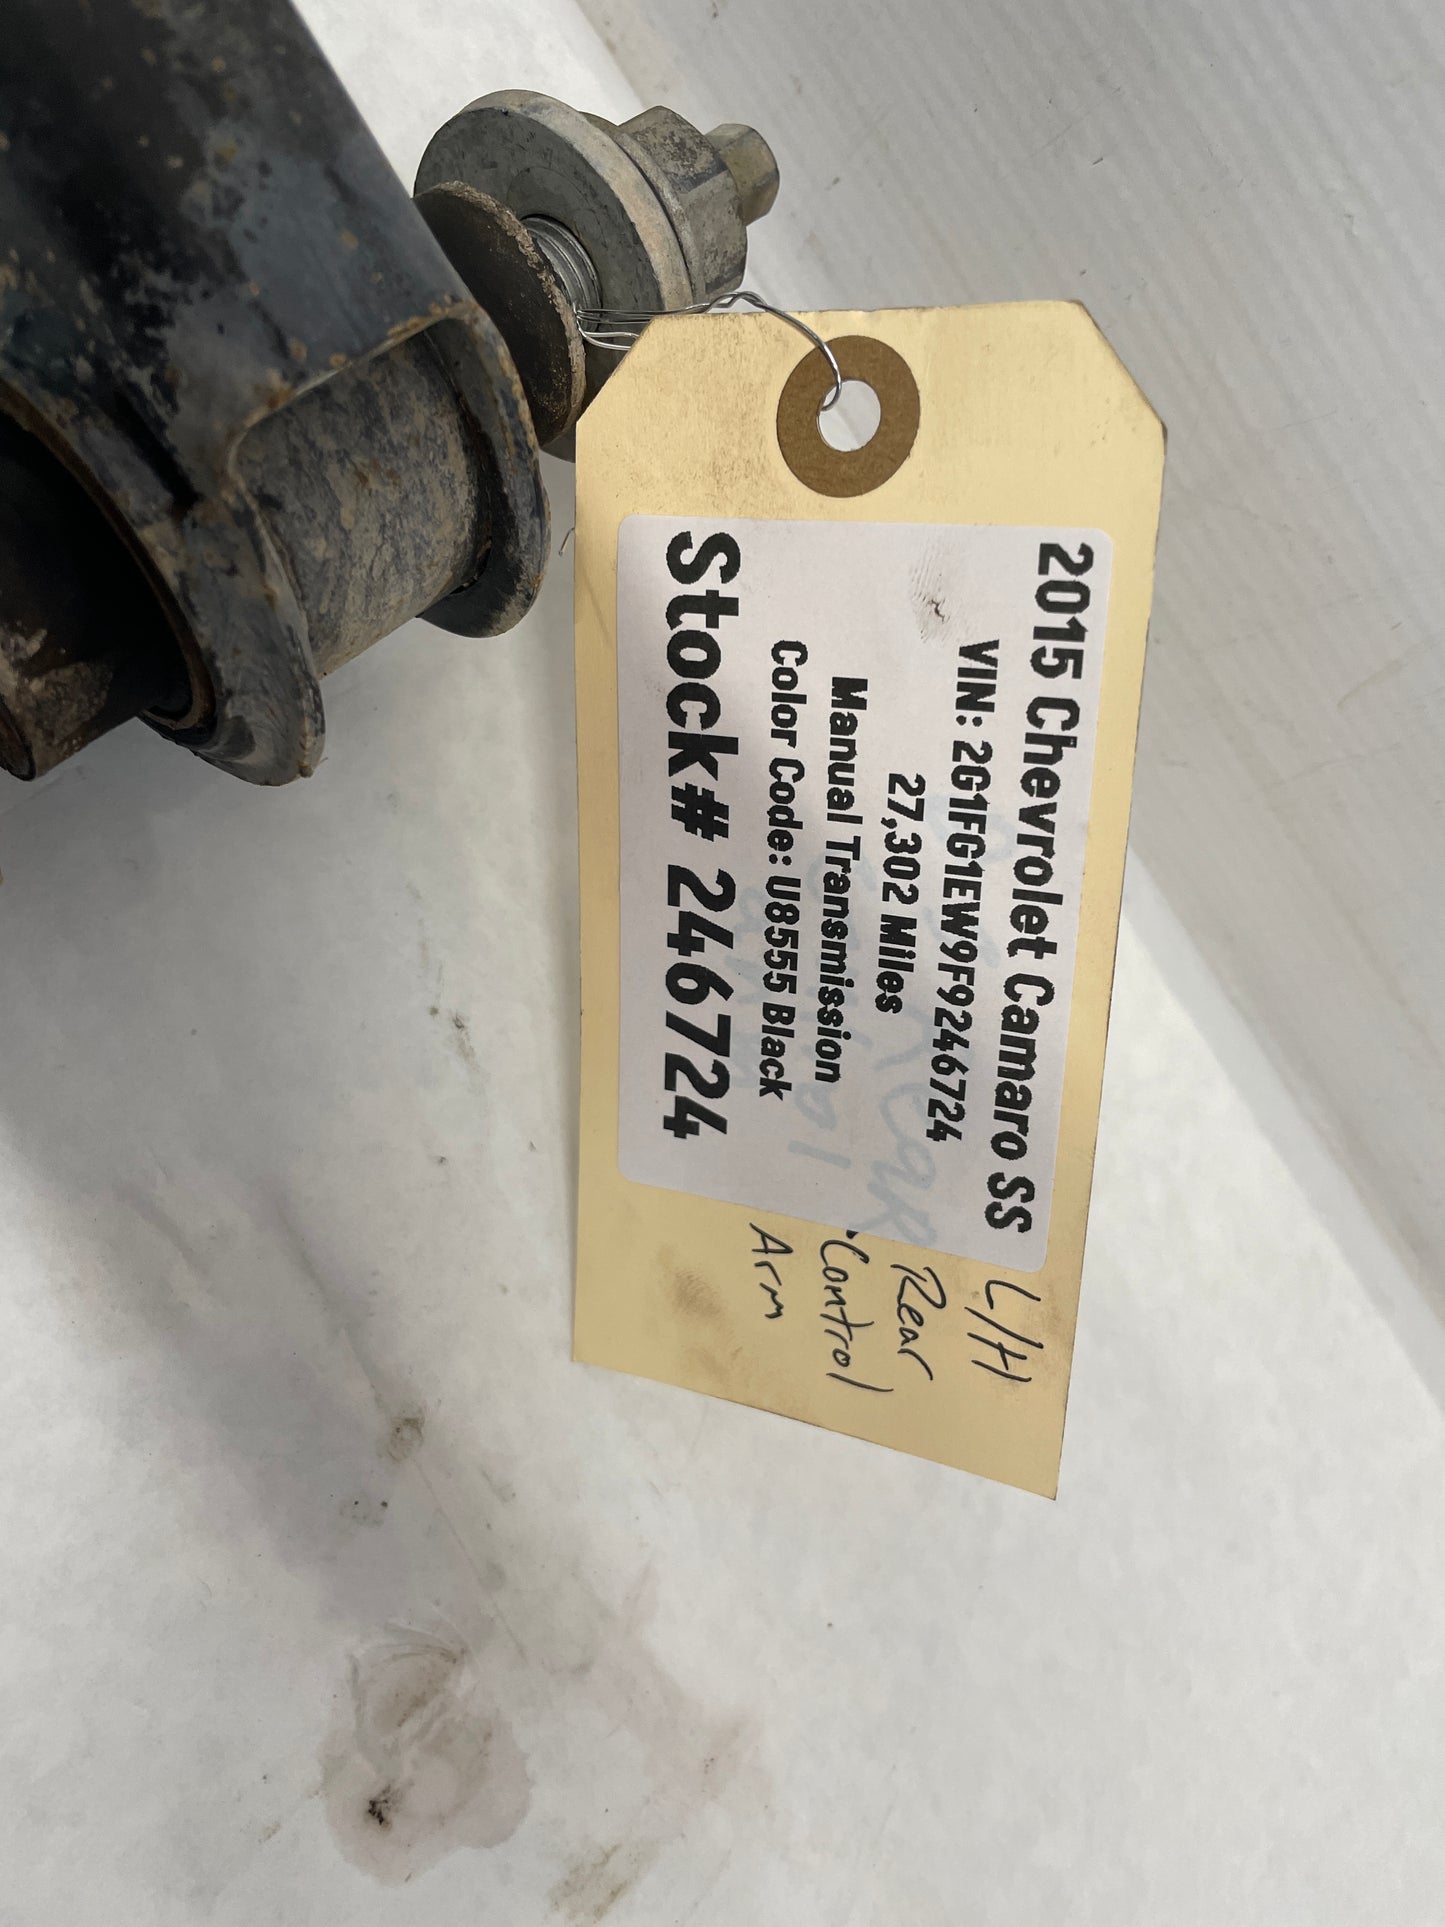 2015 Chevrolet Camaro SS
VIN: 2G1FG1EW9F9246724
27,302 Miles
Manual Transmission
Color Code: U8555 Black
Stock# 246724
L/H
Rear
Control
Arm